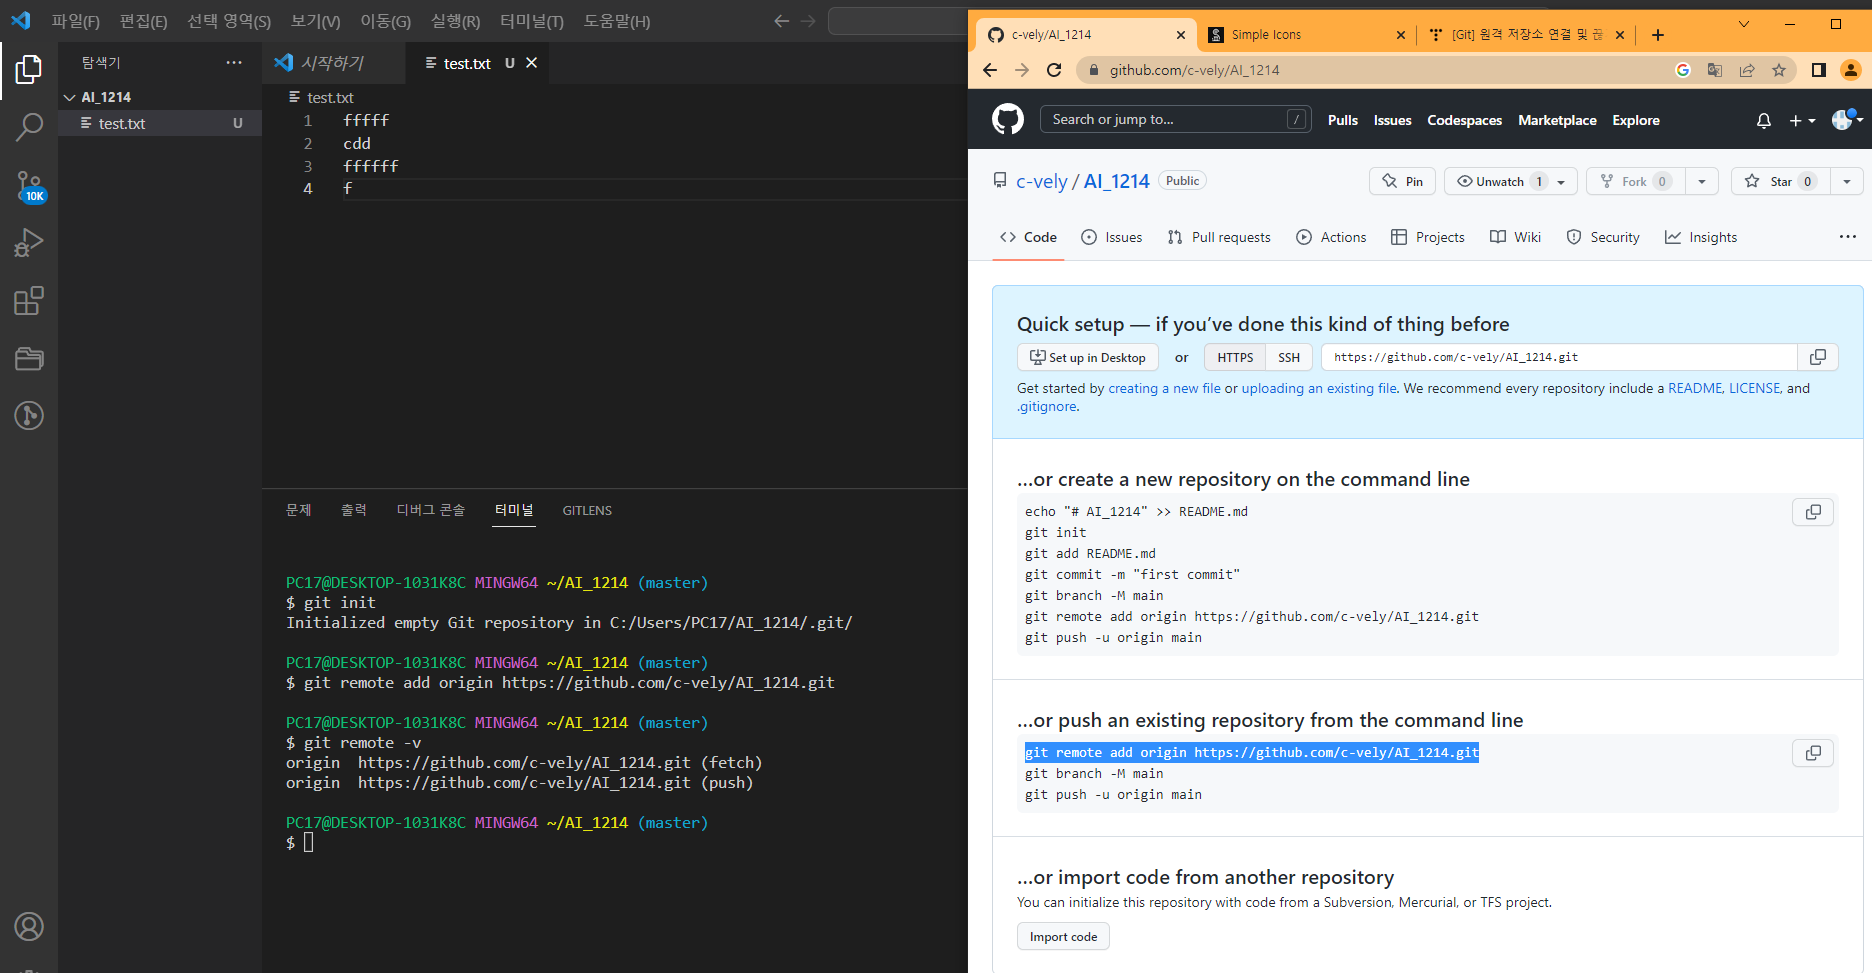 파일(F) 편집(E) 선택 영역(S) 보기(V) 이동(G) 실행(R) 터미널(T) 도움말(H)
탐색기
AI_1214
test.txt U
10K
시작하기
test.txt U
test.txt
1 fffff
2 cdd
3 ffffff
4 f
문제 출력 디버그 콘솔 터미널 GITLENS
PC17@DESKTOP-1031K8C MINGW64 ~/AI_1214 (master)
$ git init
Initialized empty Git repository in C:/Users/PC17/AI_1214/.git/
PC17@DESKTOP-1031K8C MINGW64 ~/AI_1214 (master)
$ git remote add origin https://github.com/c-vely/AI_1214.git
PC17@DESKTOP-1031K8C MINGW64 ~/AI_1214 (master)
$ git remote -v
origin https://github.com/c-vely/AI_1214.git (fetch)
origin https://github.com/c-vely/AI_1214.git (push)
PC17@DESKTOP-1031K8C MINGW64 ~/AI_1214 (master)
$
c-vely/AI_1214 Simple Icons [Git] 원격 저장소 연결 및 끊
github.com/c-vely/AI_1214
Search or jump to... / Pulls Issues Codespaces Marketplace Explore
c-vely / AI_1214 Public Pin Unwatch 1 Fork 0 Star 0
Code Issues Pull requests Actions Projects Wiki Security Insights
Quick setup — if you’ve done this kind of thing before
Set up in Desktop or HTTPS SSH https://github.com/c-vely/AI_1214.git
Get started by creating a new file or uploading an existing file. We recommend every repository include a README, LICENSE, and
.gitignore.
…or create a new repository on the command line
echo "# AI_1214" >> README.md
git init
git add README.md
git commit -m "first commit"
git branch -M main
git remote add origin https://github.com/c-vely/AI_1214.git
git push -u origin main
…or push an existing repository from the command line
git remote add origin https://github.com/c-vely/AI_1214.git
git branch -M main
git push -u origin main
…or import code from another repository
You can initialize this repository with code from a Subversion, Mercurial, or TFS project.
Import code